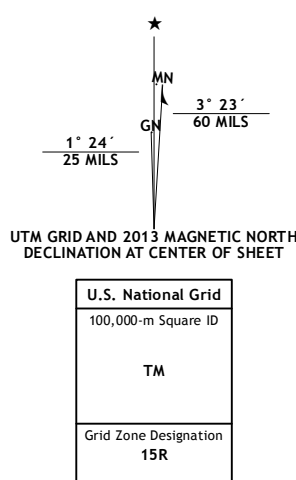 ★
MN
3° 23´
60 MILS
GN
1° 24´
25 MILS
UTM GRID AND 2013 MAGNETIC NORTH
DECLINATION AT CENTER OF SHEET
U.S. National Grid
100,000-m Square ID
TM
Grid Zone Designation
15R